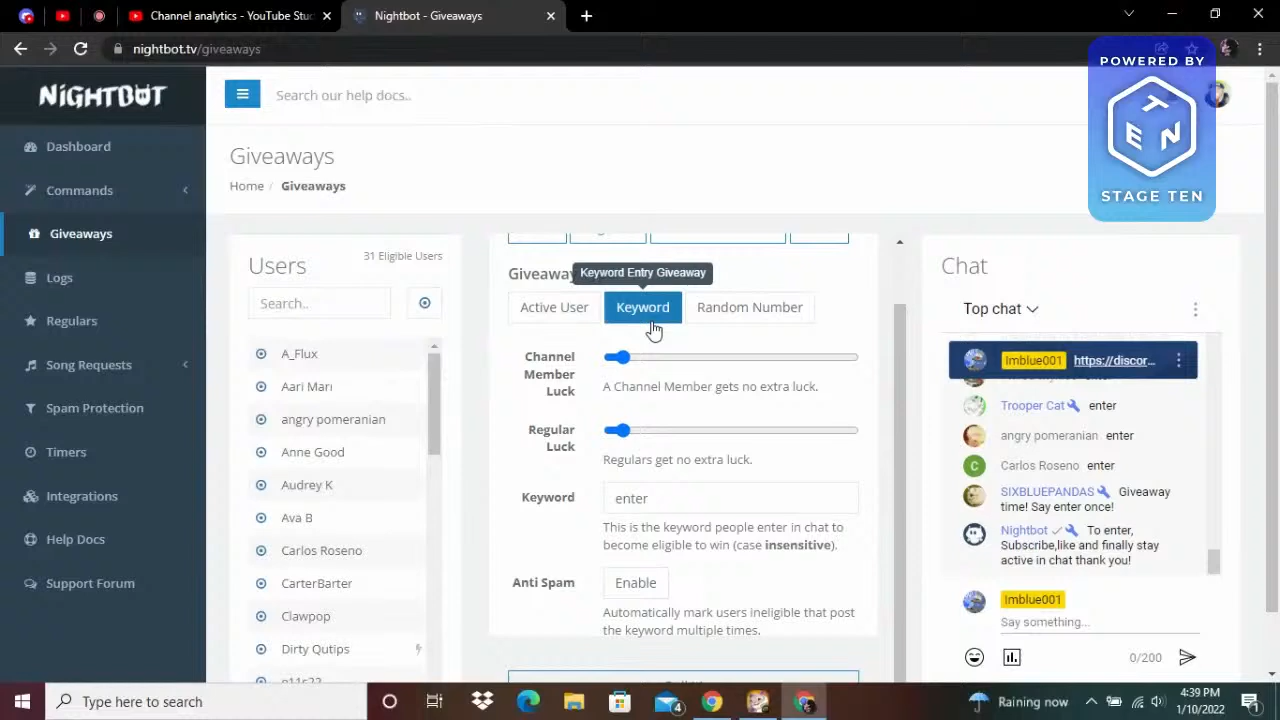 Channel analytics - YouTube Stu
Nightbot - Giveaways
nightbot.tv/giveaways
POWERED BY
TEN
STAGE TEN
NIGHTBOT
Search our help docs..
Dashboard
Commands
Giveaways
Logs
Regulars
Song Requests
Spam Protection
Timers
Integrations
Help Docs
Support Forum
Giveaways
Home / Giveaways
Users
31 Eligible Users
Search..
A_Flux
Aari Mari
angry pomeranian
Anne Good
Audrey K
Ava B
Carlos Roseno
CarterBarter
Clawpop
Dirty Qutips
Giveaway
Keyword Entry Giveaway
Active User
Keyword
Random Number
Channel
Member
Luck
A Channel Member gets no extra luck.
Regular
Luck
Regulars get no extra luck.
Keyword
enter
This is the keyword people enter in chat to
become eligible to win (case insensitive).
Anti Spam
Enable
Automatically mark users ineligible that post
the keyword multiple times.
Chat
Top chat
Imblue001 https://discor...
Trooper Cat enter
angry pomeranian enter
C Carlos Roseno enter
SIXBLUEPANDAS Giveaway
time! Say enter once!
Nightbot To enter,
Subscribe,like and finally stay
active in chat thank you!
Imblue001
Say something...
0/200
Type here to search
4
Raining now
4:39 PM
1/10/2022
1